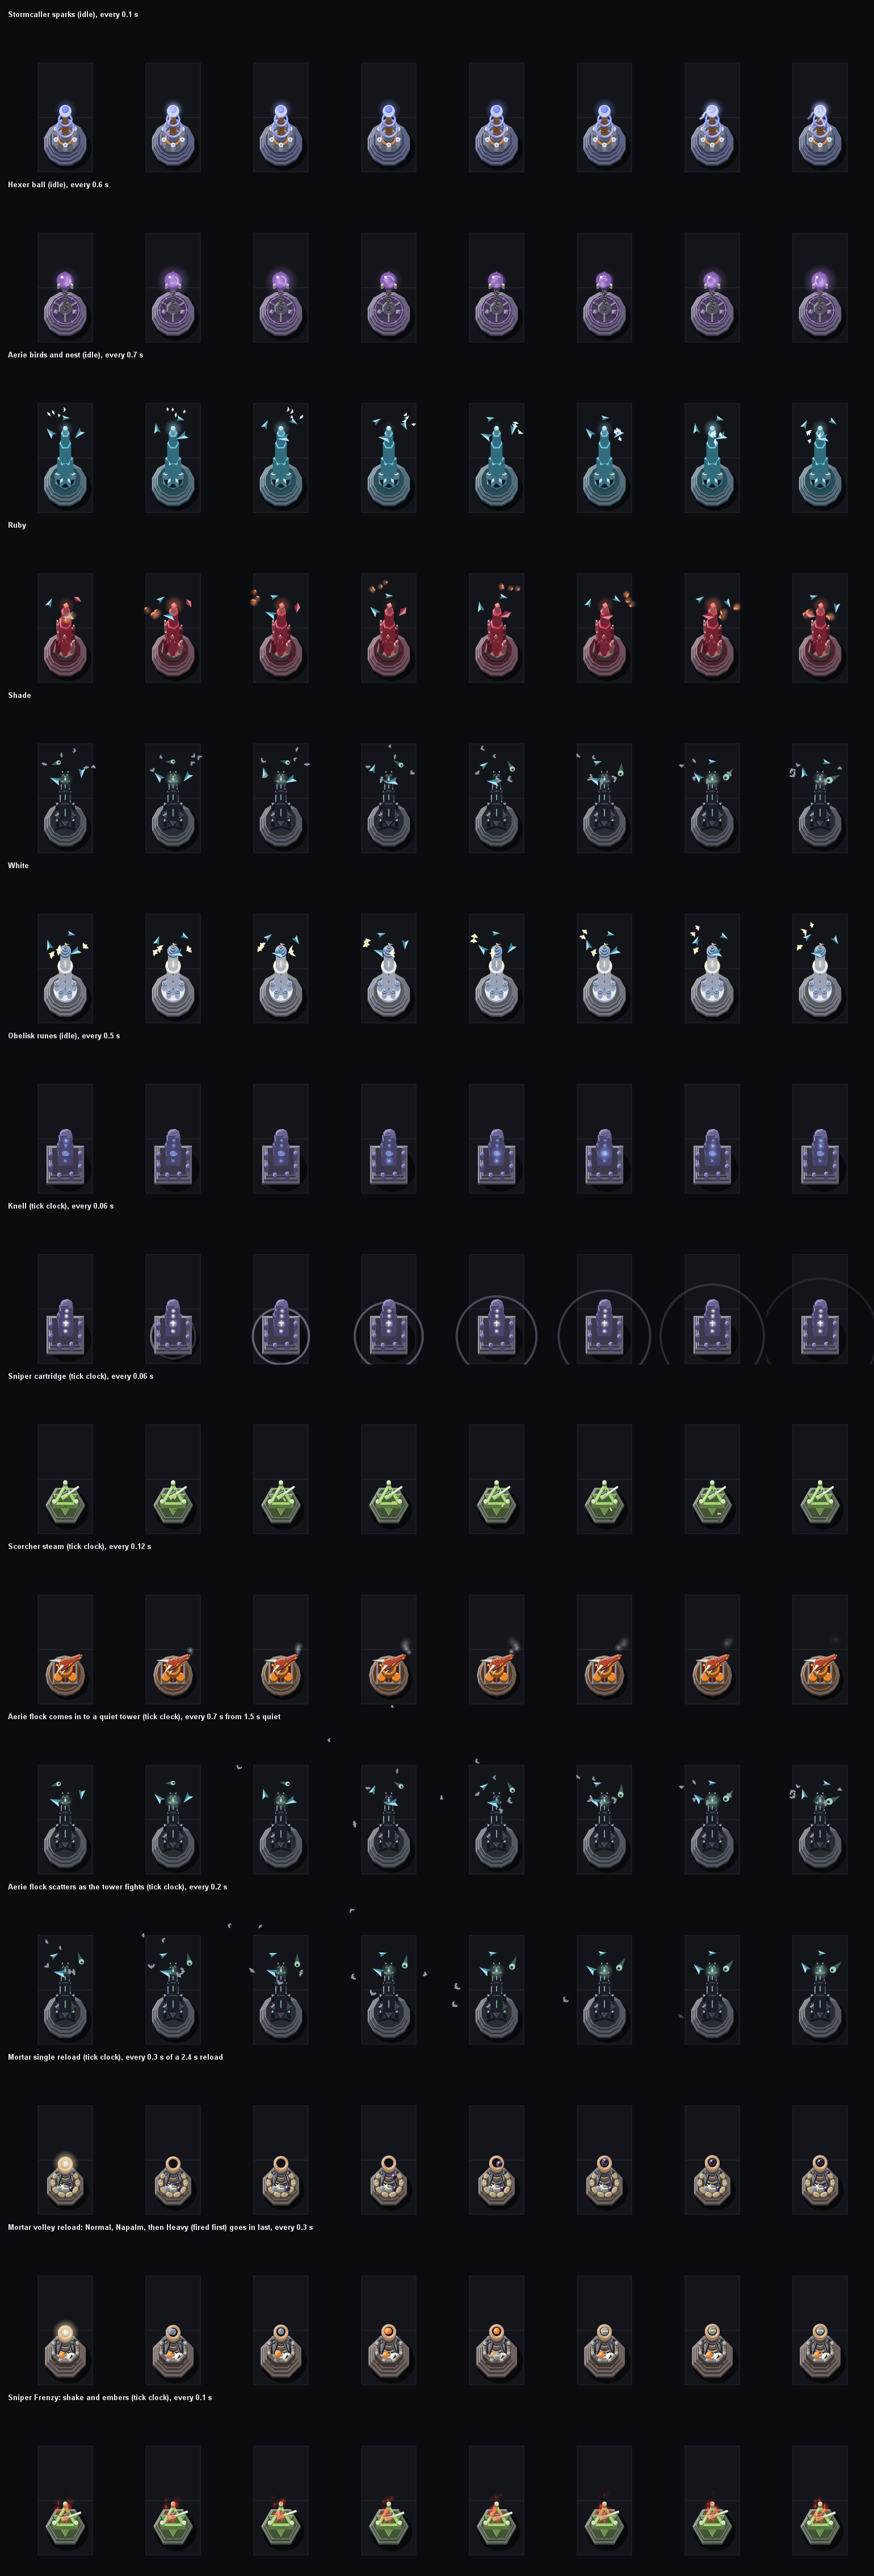 Stormcaller sparks (idle), every 0.1 s
Hexer ball (idle), every 0.6 s
Aerie birds and nest (idle), every 0.7 s
Ruby
Shade
White
Obelisk runes (idle), every 0.5 s
Knell (tick clock), every 0.06 s
Sniper cartridge (tick clock), every 0.06 s
Scorcher steam (tick clock), every 0.12 s
Aerie flock comes in to a quiet tower (tick clock), every 0.7 s from 1.5 s quiet
Aerie flock scatters as the tower fights (tick clock), every 0.2 s
Mortar single reload (tick clock), every 0.3 s of a 2.4 s reload
Mortar volley reload: Normal, Napalm, then Heavy (fired first) goes in last, every 0.3 s
Sniper Frenzy: shake and embers (tick clock), every 0.1 s